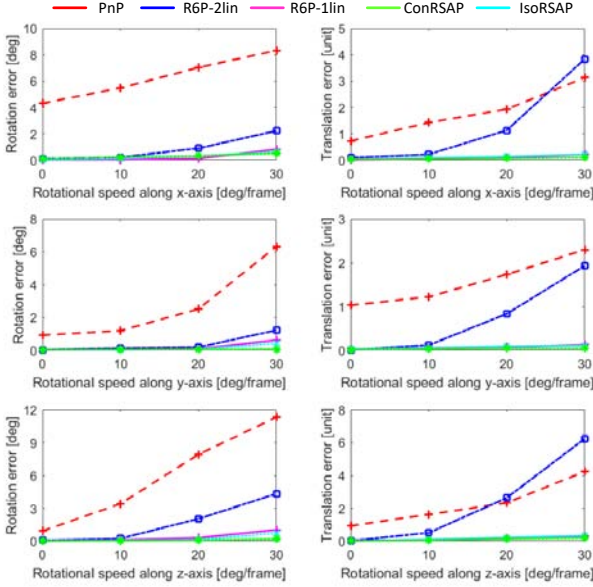 PnP R6P-2lin R6P-1lin ConRSAP IsoRSAP
Rotation error [deg]
10
8
6
4
2
0
0 10 20 30
Rotational speed along x-axis [deg/frame]
Translation error [unit]
5
4
3
2
1
0
0 10 20 30
Rotational speed along x-axis [deg/frame]
Rotation error [deg]
8
6
4
2
0
0 10 20 30
Rotational speed along y-axis [deg/frame]
Translation error [unit]
3
2
1
0
0 10 20 30
Rotational speed along y-axis [deg/frame]
Rotation error [deg]
12
9
6
3
0
0 10 20 30
Rotational speed along z-axis [deg/frame]
Translation error [unit]
8
6
4
2
0
0 10 20 30
Rotational speed along z-axis [deg/frame]